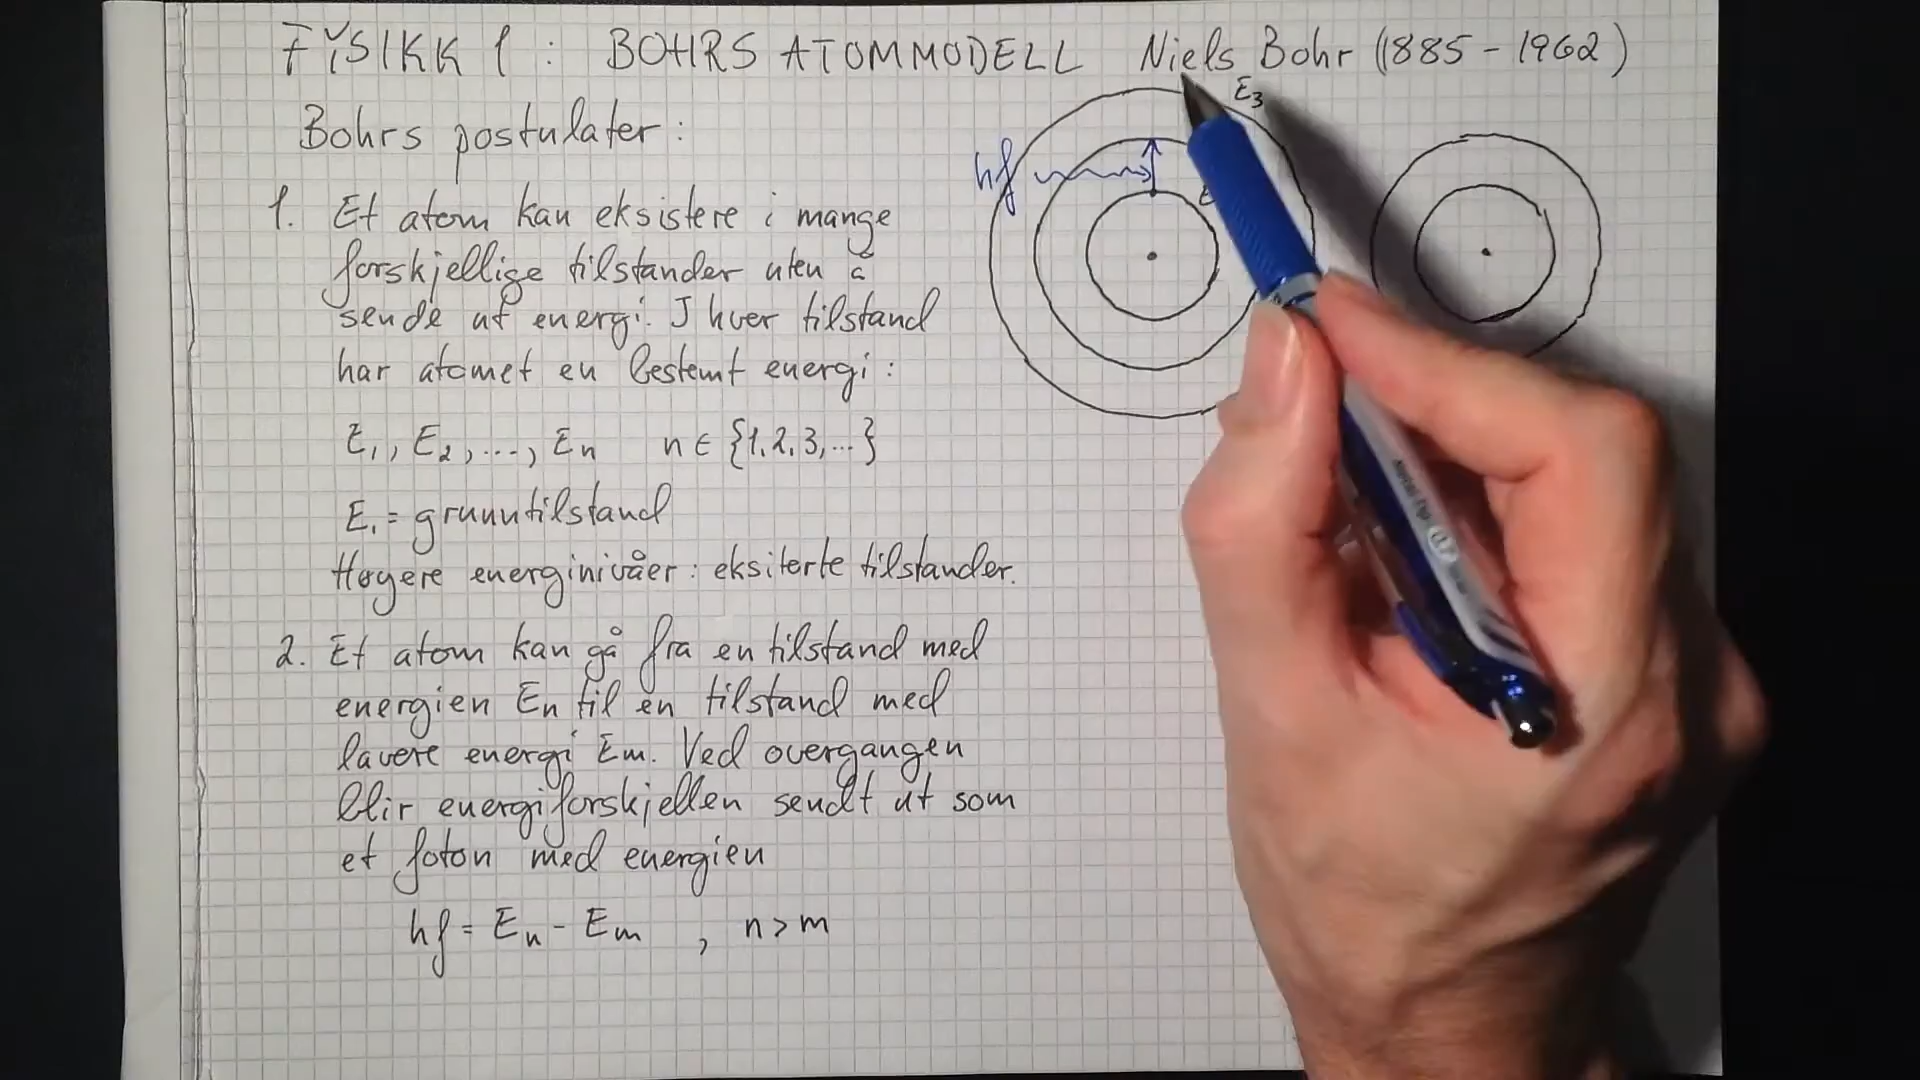 FYSIKK 1 : BOHRS ATOMMODELL Niels Bohr (1885 - 1962)
Bohrs postulater:
1. Et atom kan eksistere i mange
forskjellige tilstander uten å
sende ut energi. I hver tilstand
har atomet en bestemt energi:
E₁, E₂, ..., Eₙ n ∈ {1,2,3,...}
E₁ = grunntilstand
Høyere energinivåer: eksiterte tilstander.
2. Et atom kan gå fra en tilstand med
energien En til en tilstand med
lavere energi Em. Ved overgangen
blir energiforskjellen sendt ut som
et foton med energien
hf = Eₙ - Eₘ , n > m
E₃
hf